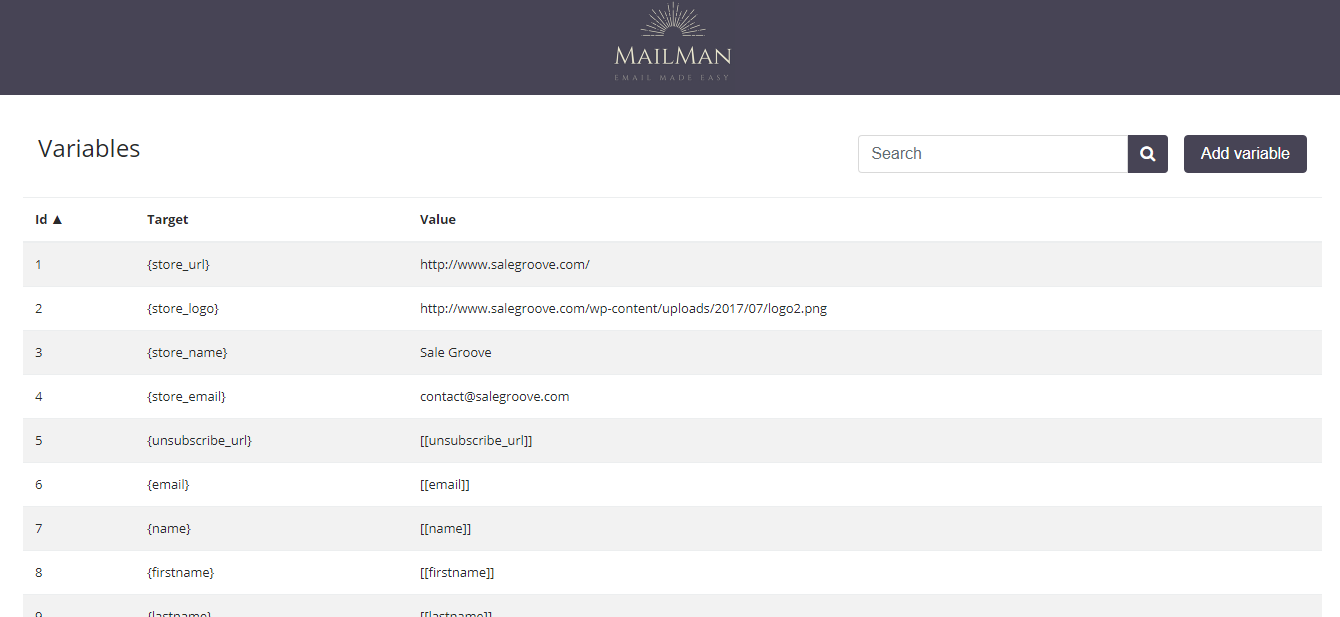 MAILMAN
EMAIL MADE EASY
Variables
Search
Add variable
Id ▲ Target Value
1 {store_url} http://www.salegroove.com/
2 {store_logo} http://www.salegroove.com/wp-content/uploads/2017/07/logo2.png
3 {store_name} Sale Groove
4 {store_email} contact@salegroove.com
5 {unsubscribe_url} [[unsubscribe_url]]
6 {email} [[email]]
7 {name} [[name]]
8 {firstname} [[firstname]]
9 {lastname} [[lastname]]